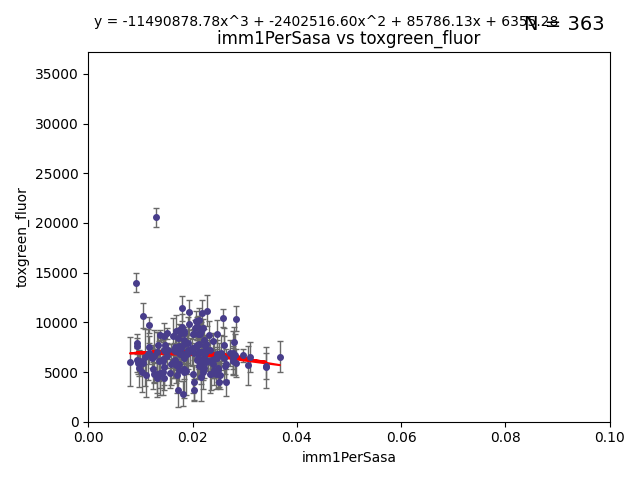 y = -11490878.78x^3 + -2402516.60x^2 + 85786.13x + 6355.28
N = 363
imm1PerSasa vs toxgreen_fluor
35000
30000
25000
20000
15000
10000
5000
0
toxgreen_fluor
0.00 0.02 0.04 0.06 0.08 0.10
imm1PerSasa